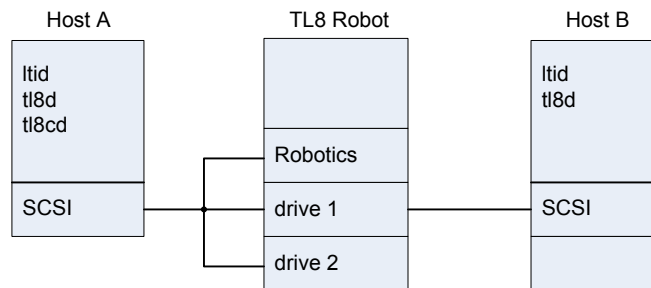 Host A
TL8 Robot
Host B
ltid
tl8d
tl8cd
SCSI
Robotics
drive 1
drive 2
ltid
tl8d
SCSI